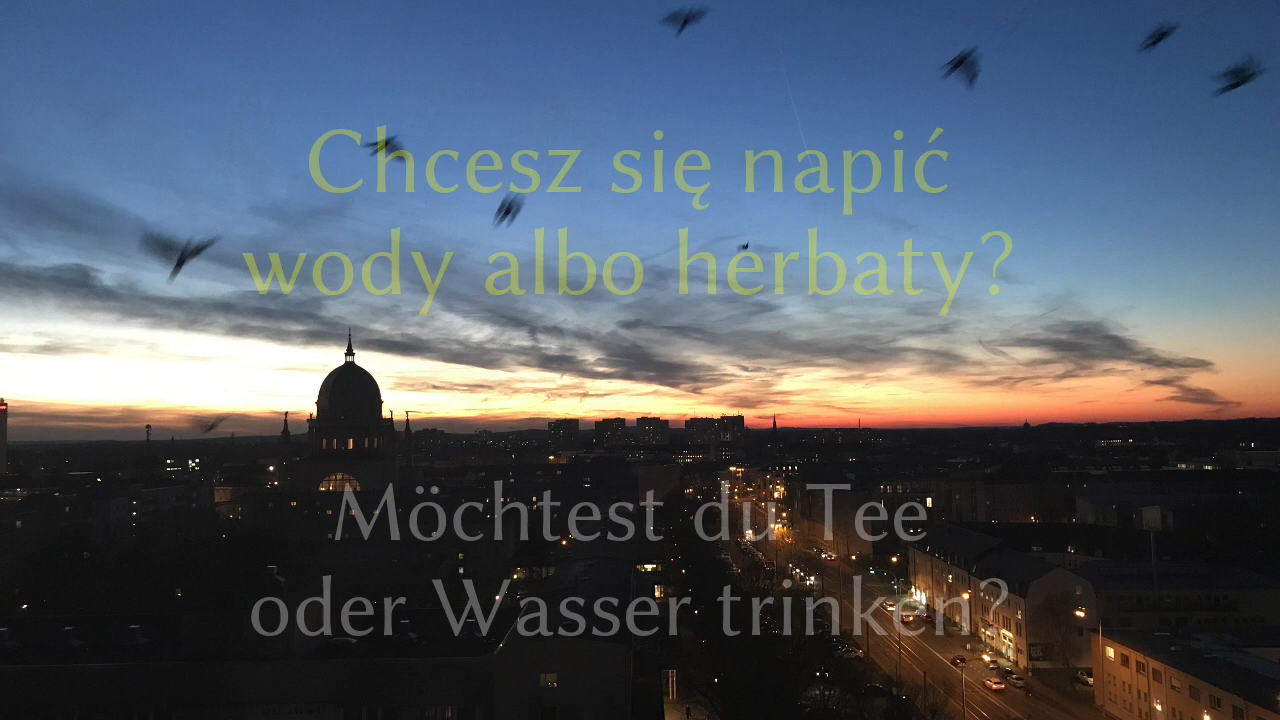 Chcesz się napić
wody albo herbaty?
Möchtest du Tee
oder Wasser trinken?